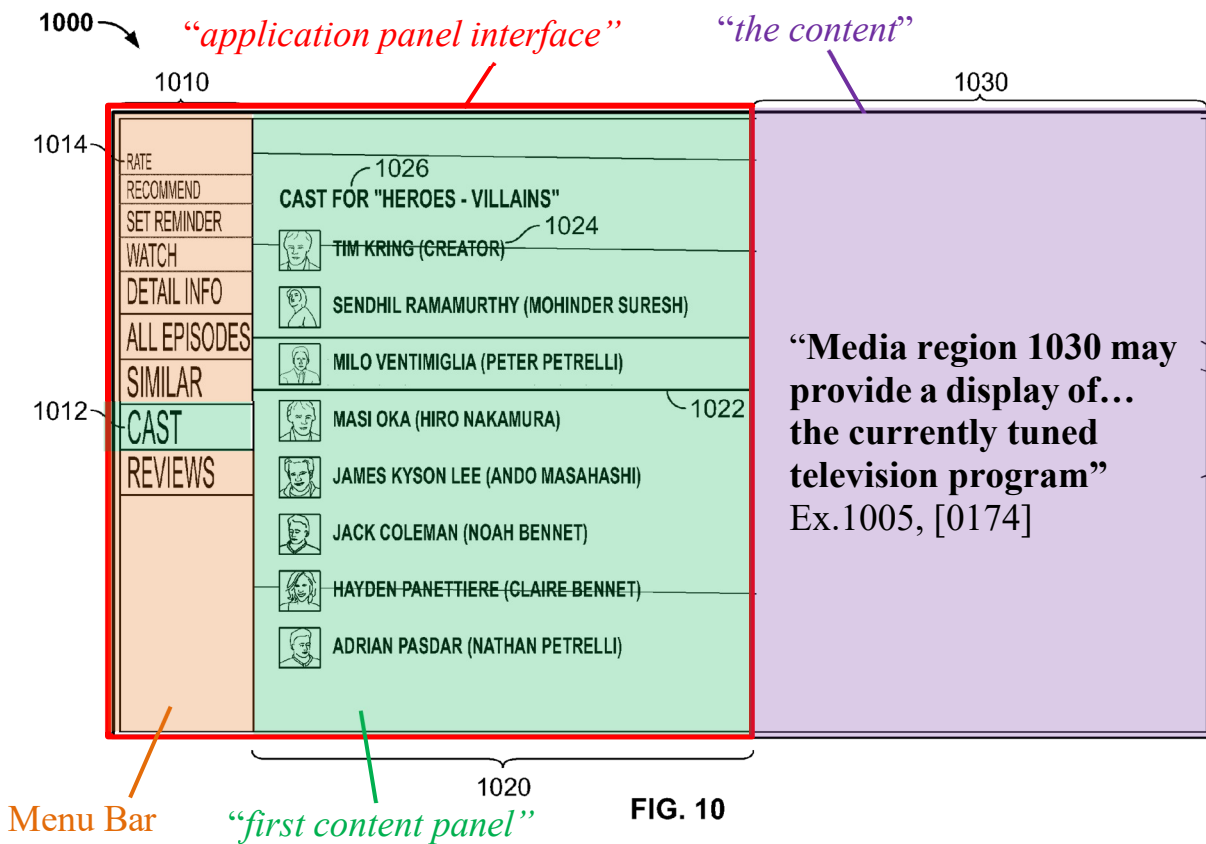 1000
“application panel interface”
“the content”
1010
1030
1014
RATE
RECOMMEND
SET REMINDER
WATCH
DETAIL INFO
ALL EPISODES
SIMILAR
1012
CAST
REVIEWS
1026
CAST FOR "HEROES - VILLAINS"
1024
TIM KRING (CREATOR)
SENDHIL RAMAMURTHY (MOHINDER SURESH)
MILO VENTIMIGLIA (PETER PETRELLI)
1022
MASI OKA (HIRO NAKAMURA)
JAMES KYSON LEE (ANDO MASAHASHI)
JACK COLEMAN (NOAH BENNET)
HAYDEN PANETTIERE (CLAIRE BENNET)
ADRIAN PASDAR (NATHAN PETRELLI)
“Media region 1030 may
provide a display of…
the currently tuned
television program”
Ex.1005, [0174]
1020
FIG. 10
Menu Bar
“first content panel”